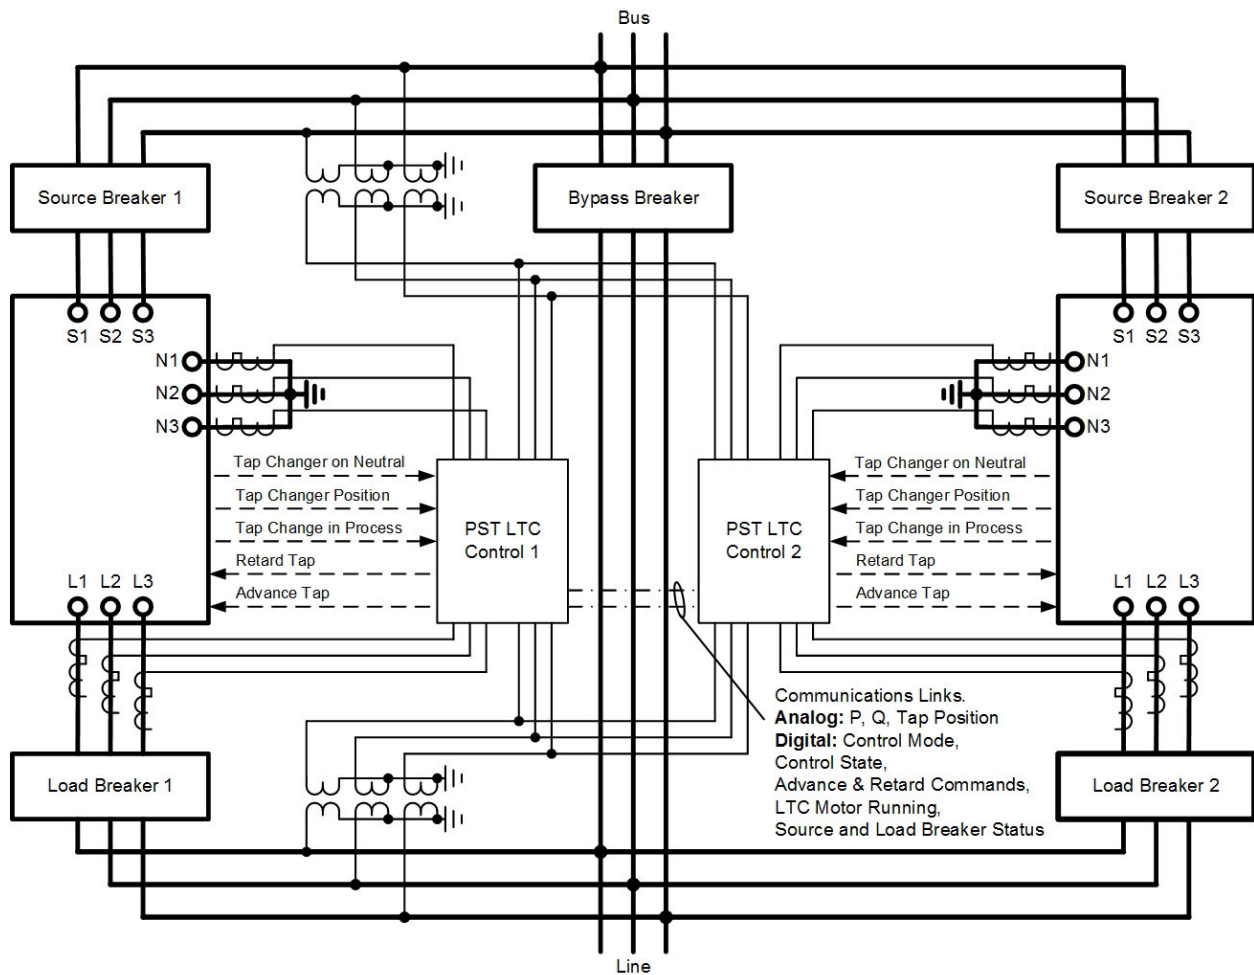 Bus
Source Breaker 1
Bypass Breaker
Source Breaker 2
S1 S2 S3
S1 S2 S3
N1
N2
N3
N1
N2
N3
Tap Changer on Neutral
Tap Changer Position
Tap Change in Process
Retard Tap
Advance Tap
PST LTC
Control 1
PST LTC
Control 2
Tap Changer on Neutral
Tap Changer Position
Tap Change in Process
Retard Tap
Advance Tap
L1 L2 L3
L1 L2 L3
Communications Links.
Analog: P, Q, Tap Position
Digital: Control Mode,
Control State,
Advance & Retard Commands,
LTC Motor Running,
Source and Load Breaker Status
Load Breaker 1
Load Breaker 2
Line